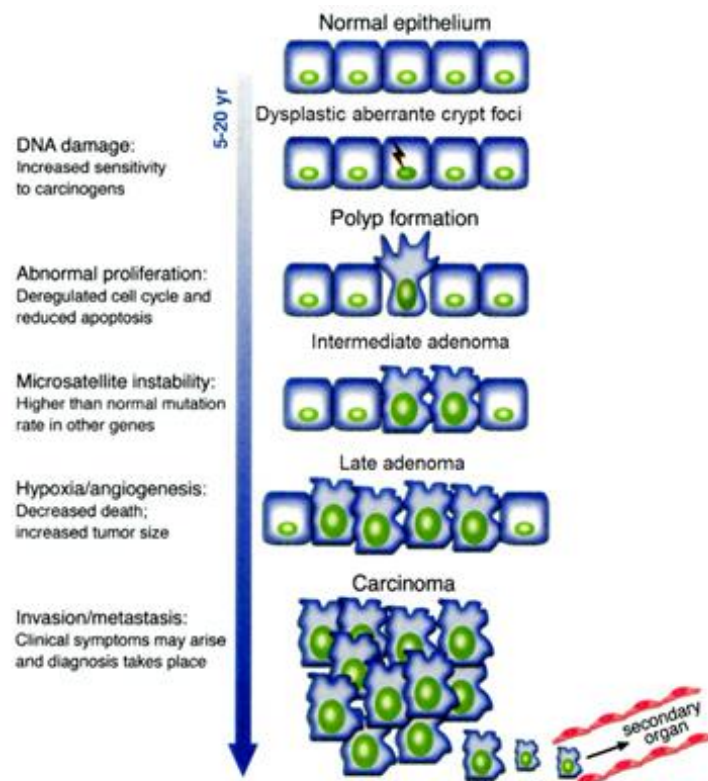 Normal epithelium
5-20 yr
Dysplastic aberrante crypt foci
DNA damage:
Increased sensitivity
to carcinogens
Polyp formation
Abnormal proliferation:
Deregulated cell cycle and
reduced apoptosis
Intermediate adenoma
Microsatellite instability:
Higher than normal mutation
rate in other genes
Late adenoma
Hypoxia/angiogenesis:
Decreased death;
increased tumor size
Carcinoma
Invasion/metastasis:
Clinical symptoms may arise
and diagnosis takes place
secondary
organ